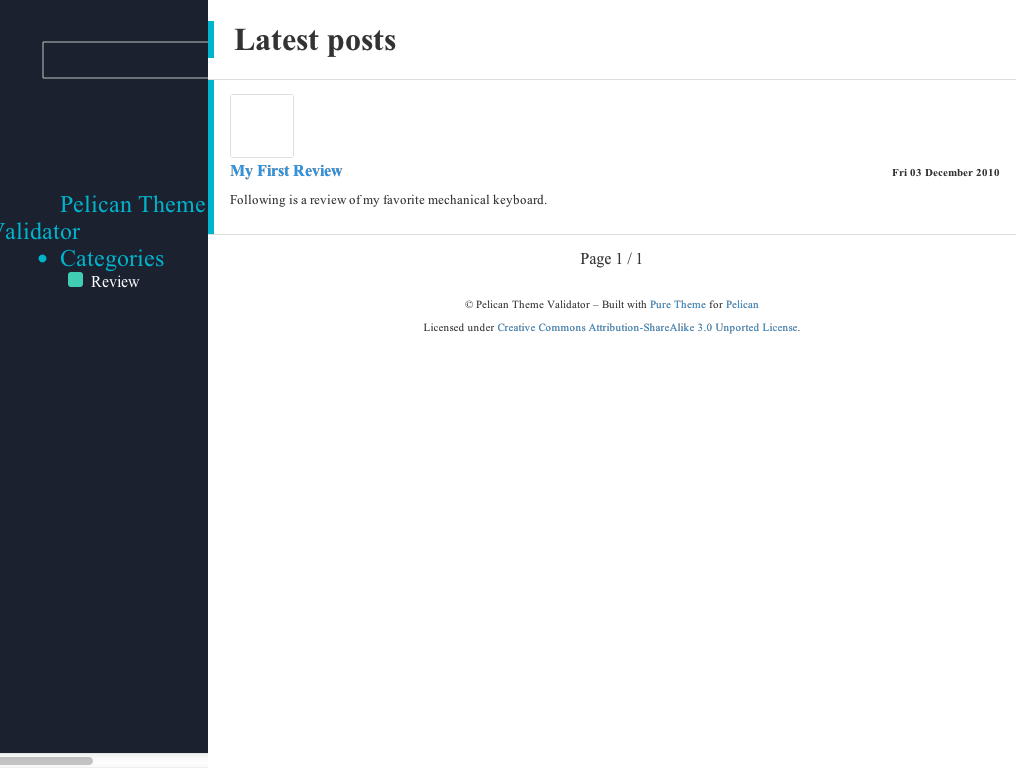 Pelican Theme
Validator
Categories
Review
Latest posts
My First Review
Fri 03 December 2010
Following is a review of my favorite mechanical keyboard.
Page 1 / 1
© Pelican Theme Validator – Built with Pure Theme for Pelican
Licensed under Creative Commons Attribution-ShareAlike 3.0 Unported License.